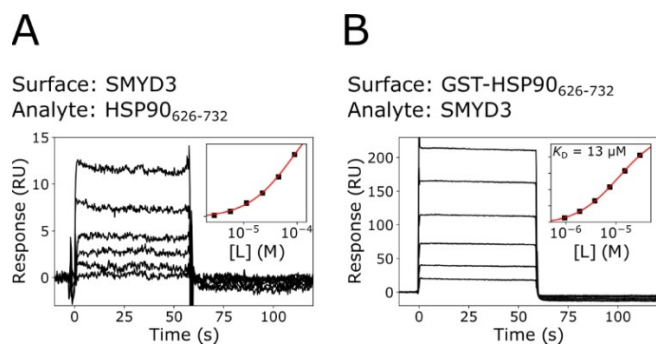 A
Surface: SMYD3
Analyte: HSP90626-732
15
10
5
0
Response (RU)
10⁻⁵ 10⁻⁴
[L] (M)
0 50 100
Time (s)
B
Surface: GST-HSP90626-732
Analyte: SMYD3
200
150
100
50
0
Response (RU)
KD = 13 µM
10⁻⁶ 10⁻⁵
[L] (M)
0 25 50 75 100
Time (s)